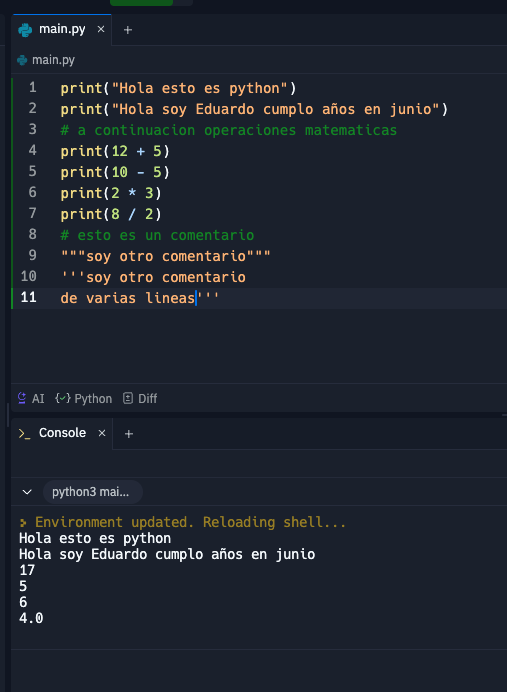 main.py × +
main.py
1 print("Hola esto es python")
2 print("Hola soy Eduardo cumplo años en junio")
3 # a continuacion operaciones matematicas
4 print(12 + 5)
5 print(10 - 5)
6 print(2 * 3)
7 print(8 / 2)
8 # esto es un comentario
9 """soy otro comentario"""
10 '''soy otro comentario
11 de varias lineas'''
AI {✓} Python Diff
>_ Console × +
python3 mai...
Environment updated. Reloading shell...
Hola esto es python
Hola soy Eduardo cumplo años en junio
17
5
6
4.0